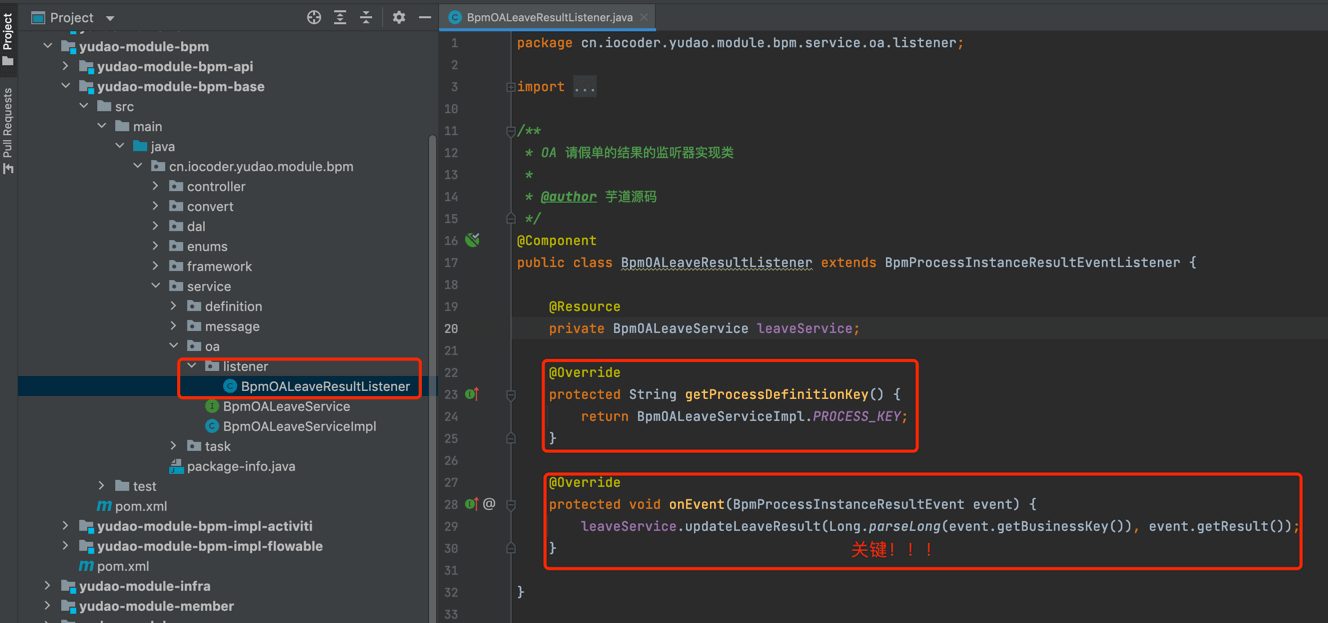 Project
Pull Requests
Project
yudao-module-bpm
yudao-module-bpm-api
yudao-module-bpm-base
src
main
java
cn.iocoder.yudao.module.bpm
controller
convert
dal
enums
framework
service
definition
message
oa
listener
BpmOALeaveResultListener
BpmOALeaveService
BpmOALeaveServiceImpl
task
package-info.java
test
pom.xml
yudao-module-bpm-impl-activiti
yudao-module-bpm-impl-flowable
pom.xml
yudao-module-infra
yudao-module-member
BpmOALeaveResultListener.java
1 package cn.iocoder.yudao.module.bpm.service.oa.listener;
2
3 import ...
10
11 /**
12 * OA 请假单的结果的监听器实现类
13 *
14 * @author 芋道源码
15 */
16 @Component
17 public class BpmOALeaveResultListener extends BpmProcessInstanceResultEventListener {
18
19 @Resource
20 private BpmOALeaveService leaveService;
21
22 @Override
23 protected String getProcessDefinitionKey() {
24 return BpmOALeaveServiceImpl.PROCESS_KEY;
25 }
26
27 @Override
28 @ protected void onEvent(BpmProcessInstanceResultEvent event) {
29 leaveService.updateLeaveResult(Long.parseLong(event.getBusinessKey()), event.getResult());
30 } 关键！！！
31
32 }
33